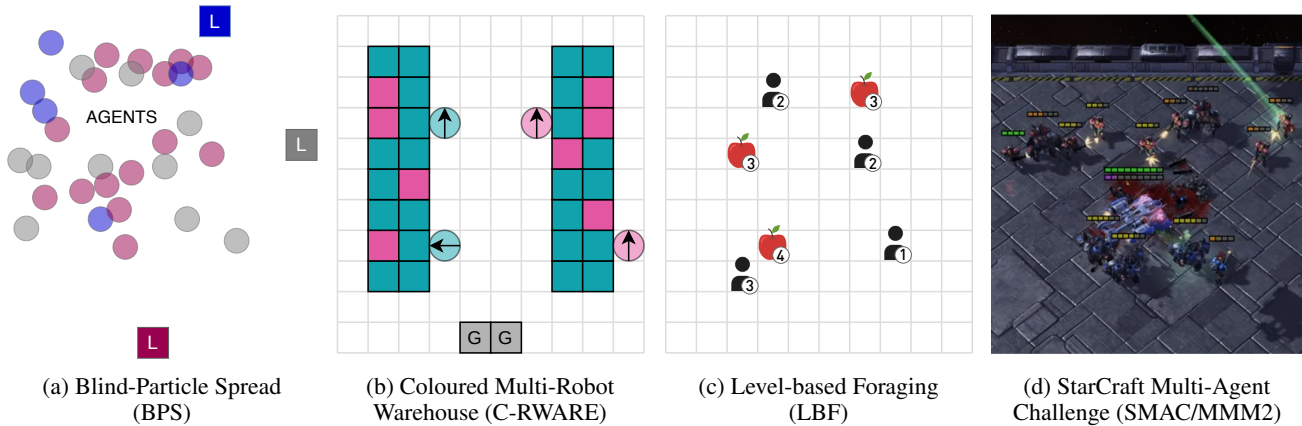 L
AGENTS
L
L
G G
2
3
3
2
4
1
3
(a) Blind-Particle Spread
(BPS)
(b) Coloured Multi-Robot
Warehouse (C-RWARE)
(c) Level-based Foraging
(LBF)
(d) StarCraft Multi-Agent
Challenge (SMAC/MMM2)